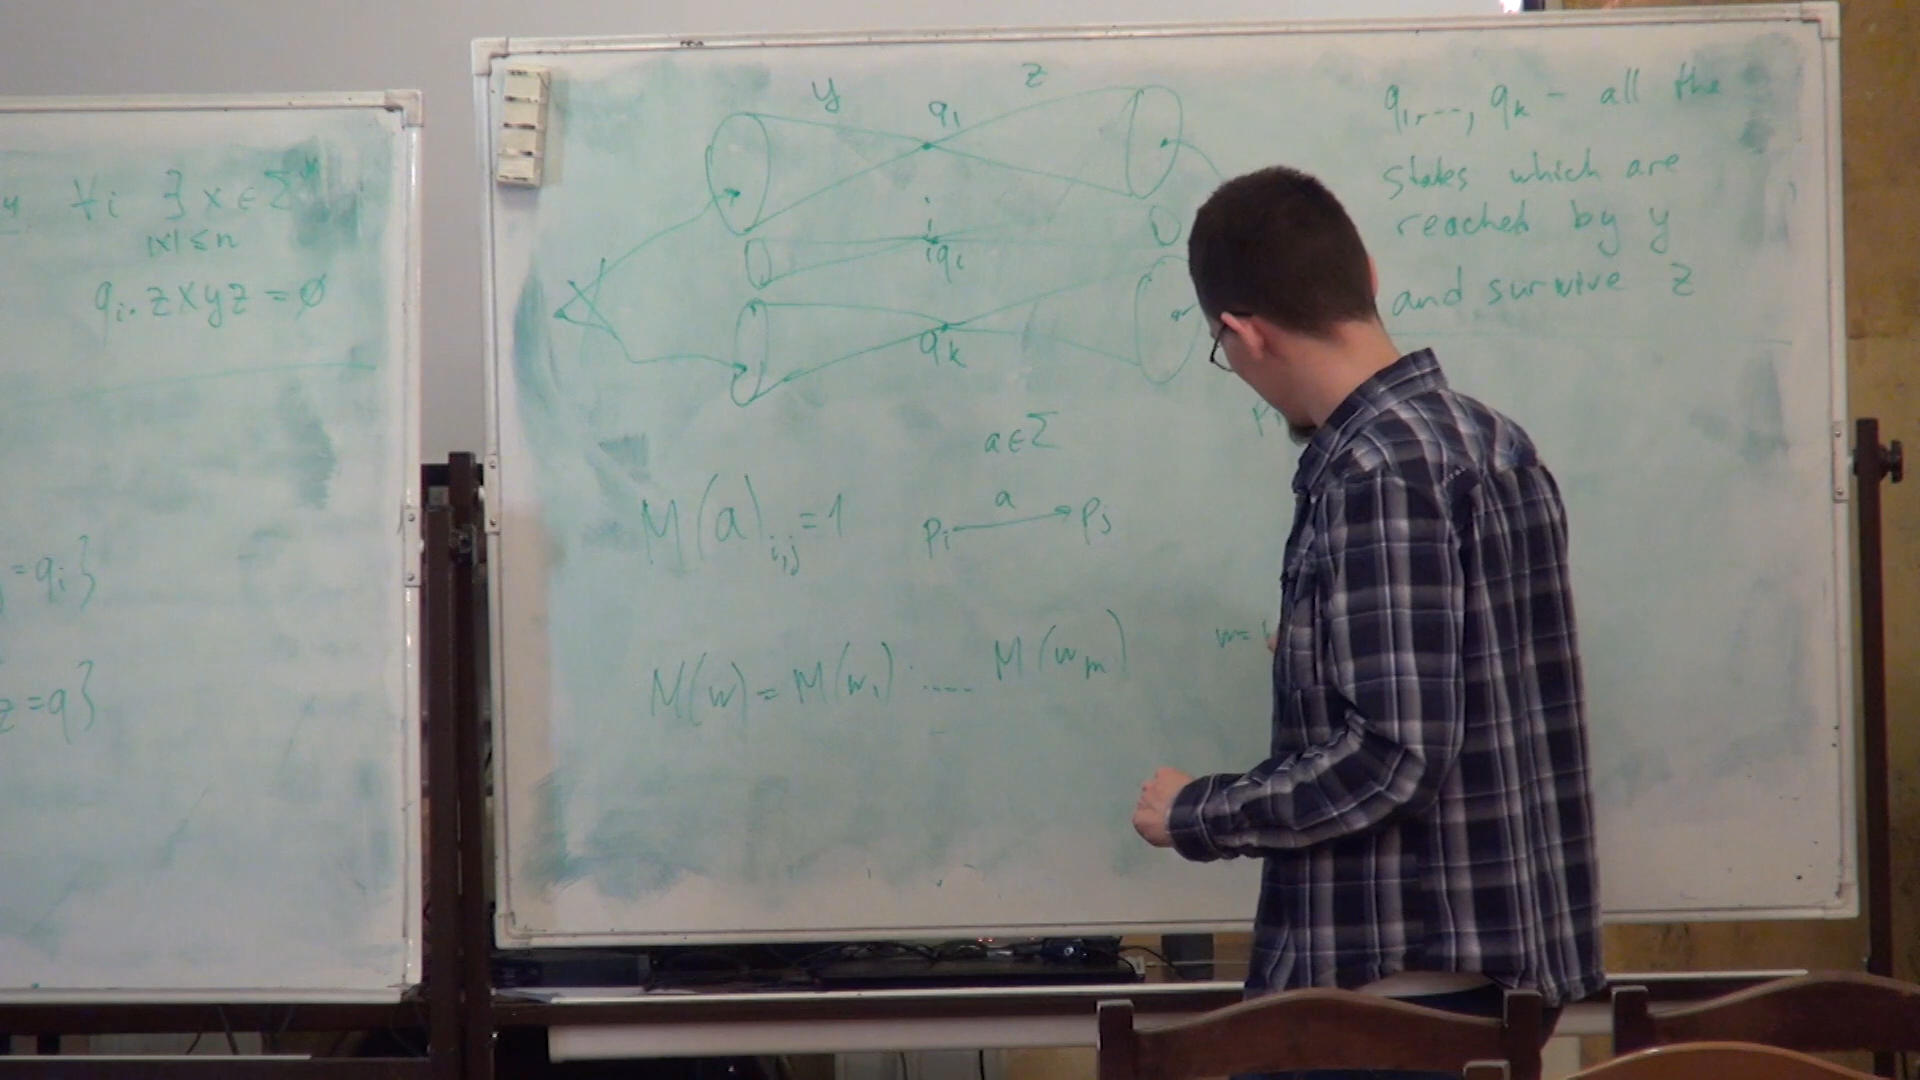 ∀i ∃ x ∈ Σ*
|x| ≤ n
qᵢ. z x y z = ∅
= qᵢ}
z = q}
y
z
q₁
qᵢ
qₖ
q₁, ..., qₖ - all the
states which are
reached by y
and survive z
a ∈ Σ
M(a)ᵢ,ⱼ = 1
pᵢ a → pⱼ
M(w) = M(w₁) · .... M(wₘ)
w =